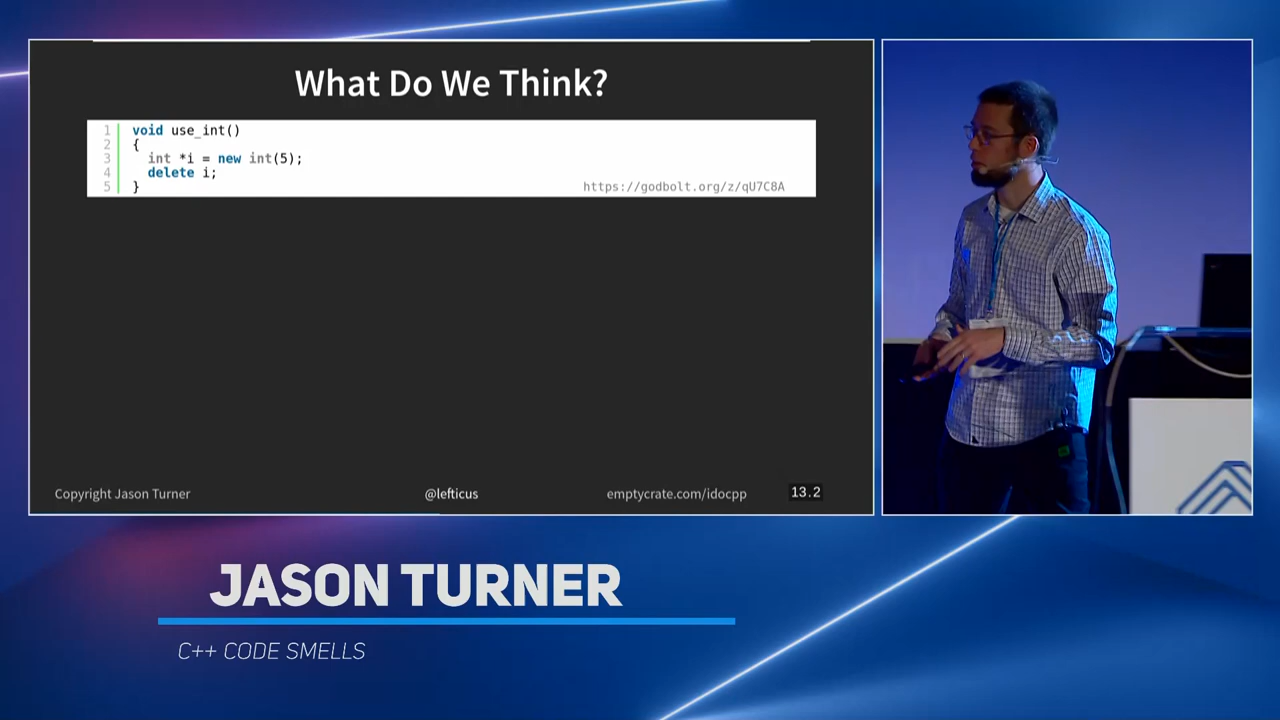 What Do We Think?
1 void use_int()
2 {
3 int *i = new int(5);
4 delete i;
5 }
https://godbolt.org/z/qU7C8A
Copyright Jason Turner
@lefticus
emptycrate.com/idocpp
13.2
JASON TURNER
C++ CODE SMELLS